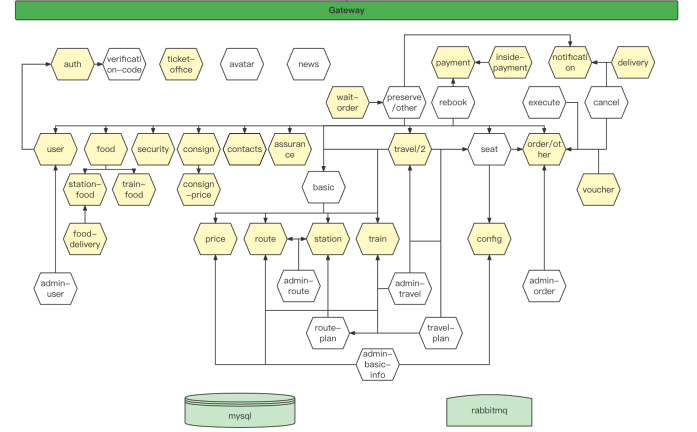 Gateway
auth
verificati
on-code
ticket-
office
avatar
news
payment
inside-
payment
notificati
on
delivery
wait-
order
preserve
/other
rebook
execute
cancel
user
food
security
consign
contacts
assuran
ce
travel/2
seat
order/ot
her
station-
food
train-
food
consign
-price
basic
voucher
food-
delivery
price
route
station
train
config
admin-
user
admin-
route
admin-
travel
admin-
order
route-
plan
travel-
plan
admin-
basic-
info
mysql
rabbitmq